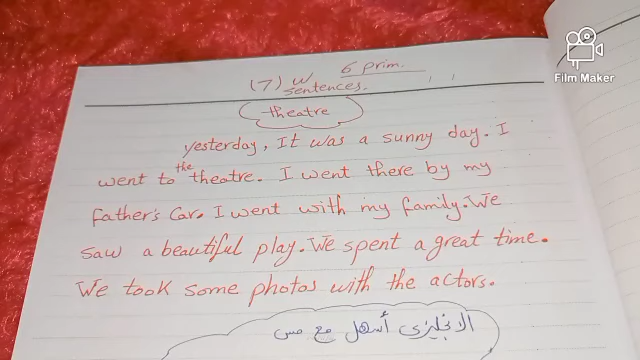 6 prim.
(7) w
sentences.
theatre
yesterday, It was a sunny day. I
went to the theatre. I went there by my
father's Car. I went with my family. We
saw a beautiful play. We spent a great time.
We took some photos with the actors.
الانجليزى أسهل مع مس
Film Maker